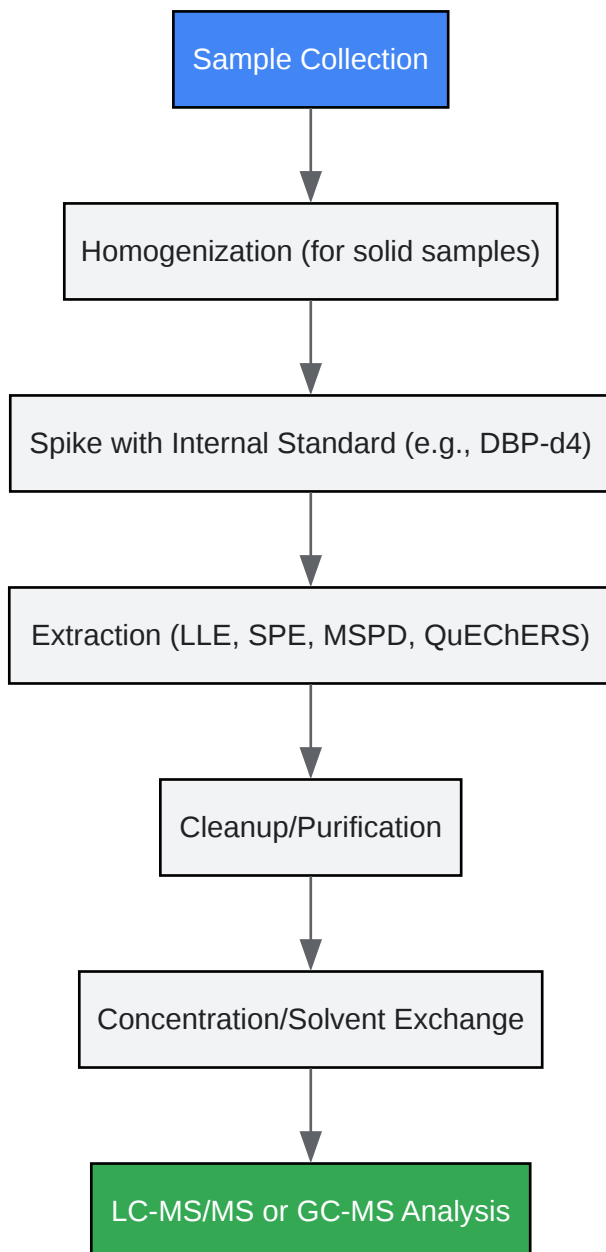 Sample Collection
Homogenization (for solid samples)
Spike with Internal Standard (e.g., DBP-d4)
Extraction (LLE, SPE, MSPD, QuEChERS)
Cleanup/Purification
Concentration/Solvent Exchange
LC-MS/MS or GC-MS Analysis